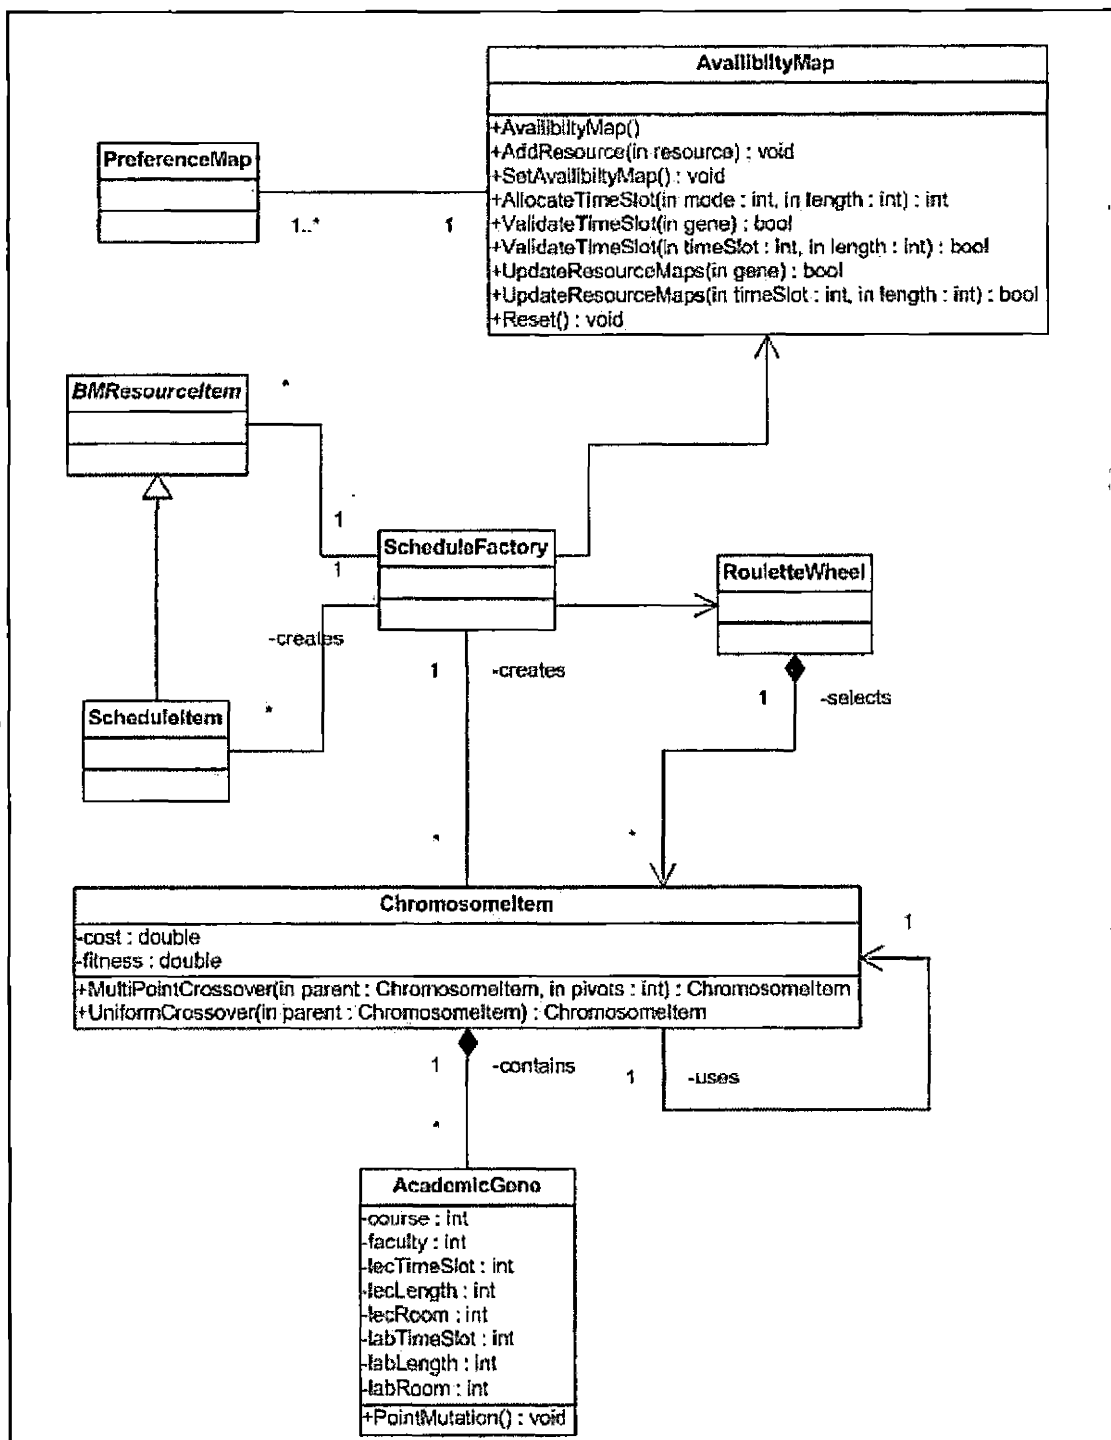 AvailibilityMap
+AvailibilityMap()
+AddResource(in resource) : void
+SetAvailibiltyMap() : void
+AllocateTimeSlot(in mode : int, in length : int) : int
+ValidateTimeSlot(in gene) : bool
+ValidateTimeSlot(in timeSlot : int, in length : int) : bool
+UpdateResourceMaps(in gene) : bool
+UpdateResourceMaps(in timeSlot : int, in length : int) : bool
+Reset() : void
PreferenceMap
1..*
1
BMResourceItem
*
1
ScheduleFactory
1
-creates
*
ScheduleItem
RouletteWheel
1
-selects
*
1
-creates
*
ChromosomeItem
-cost : double
-fitness : double
+MultiPointCrossover(in parent : ChromosomeItem, in pivots : int) : ChromosomeItem
+UniformCrossover(in parent : ChromosomeItem) : ChromosomeItem
1
1
-uses
1
-contains
*
AcademicGene
-course : int
-faculty : int
-lecTimeSlot : int
-lecLength : int
-lecRoom : int
-labTimeSlot : int
-labLength : int
-labRoom : int
+PointMutation() : void